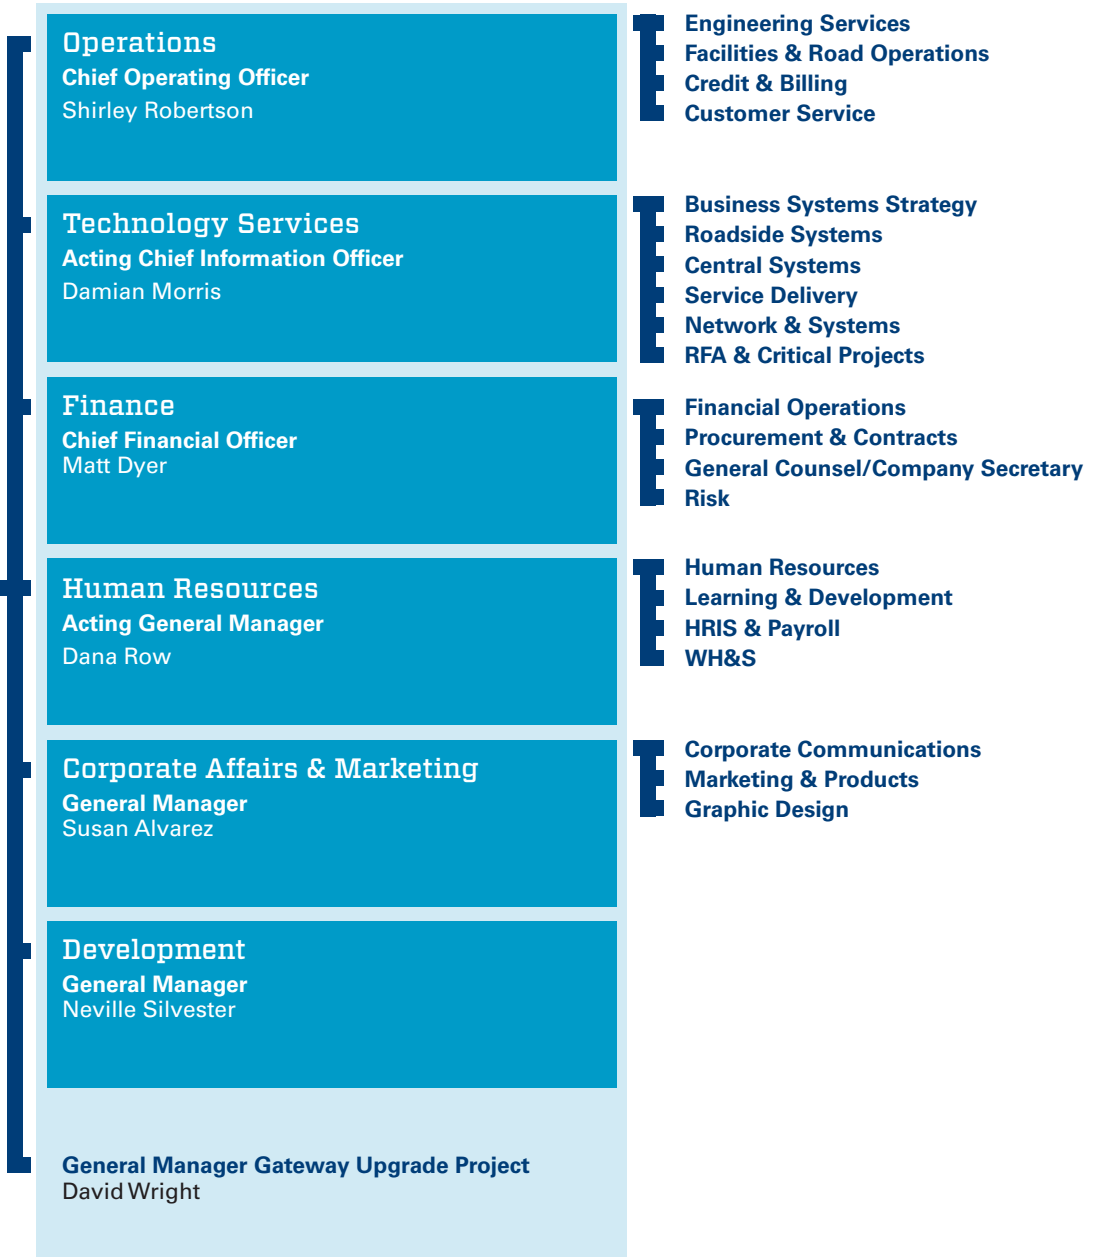 Operations
Chief Operating Officer
Shirley Robertson
Engineering Services
Facilities & Road Operations
Credit & Billing
Customer Service
Technology Services
Acting Chief Information Officer
Damian Morris
Business Systems Strategy
Roadside Systems
Central Systems
Service Delivery
Network & Systems
RFA & Critical Projects
Finance
Chief Financial Officer
Matt Dyer
Financial Operations
Procurement & Contracts
General Counsel/Company Secretary
Risk
Human Resources
Acting General Manager
Dana Row
Human Resources
Learning & Development
HRIS & Payroll
WH&S
Corporate Affairs & Marketing
General Manager
Susan Alvarez
Corporate Communications
Marketing & Products
Graphic Design
Development
General Manager
Neville Silvester
General Manager Gateway Upgrade Project
David Wright